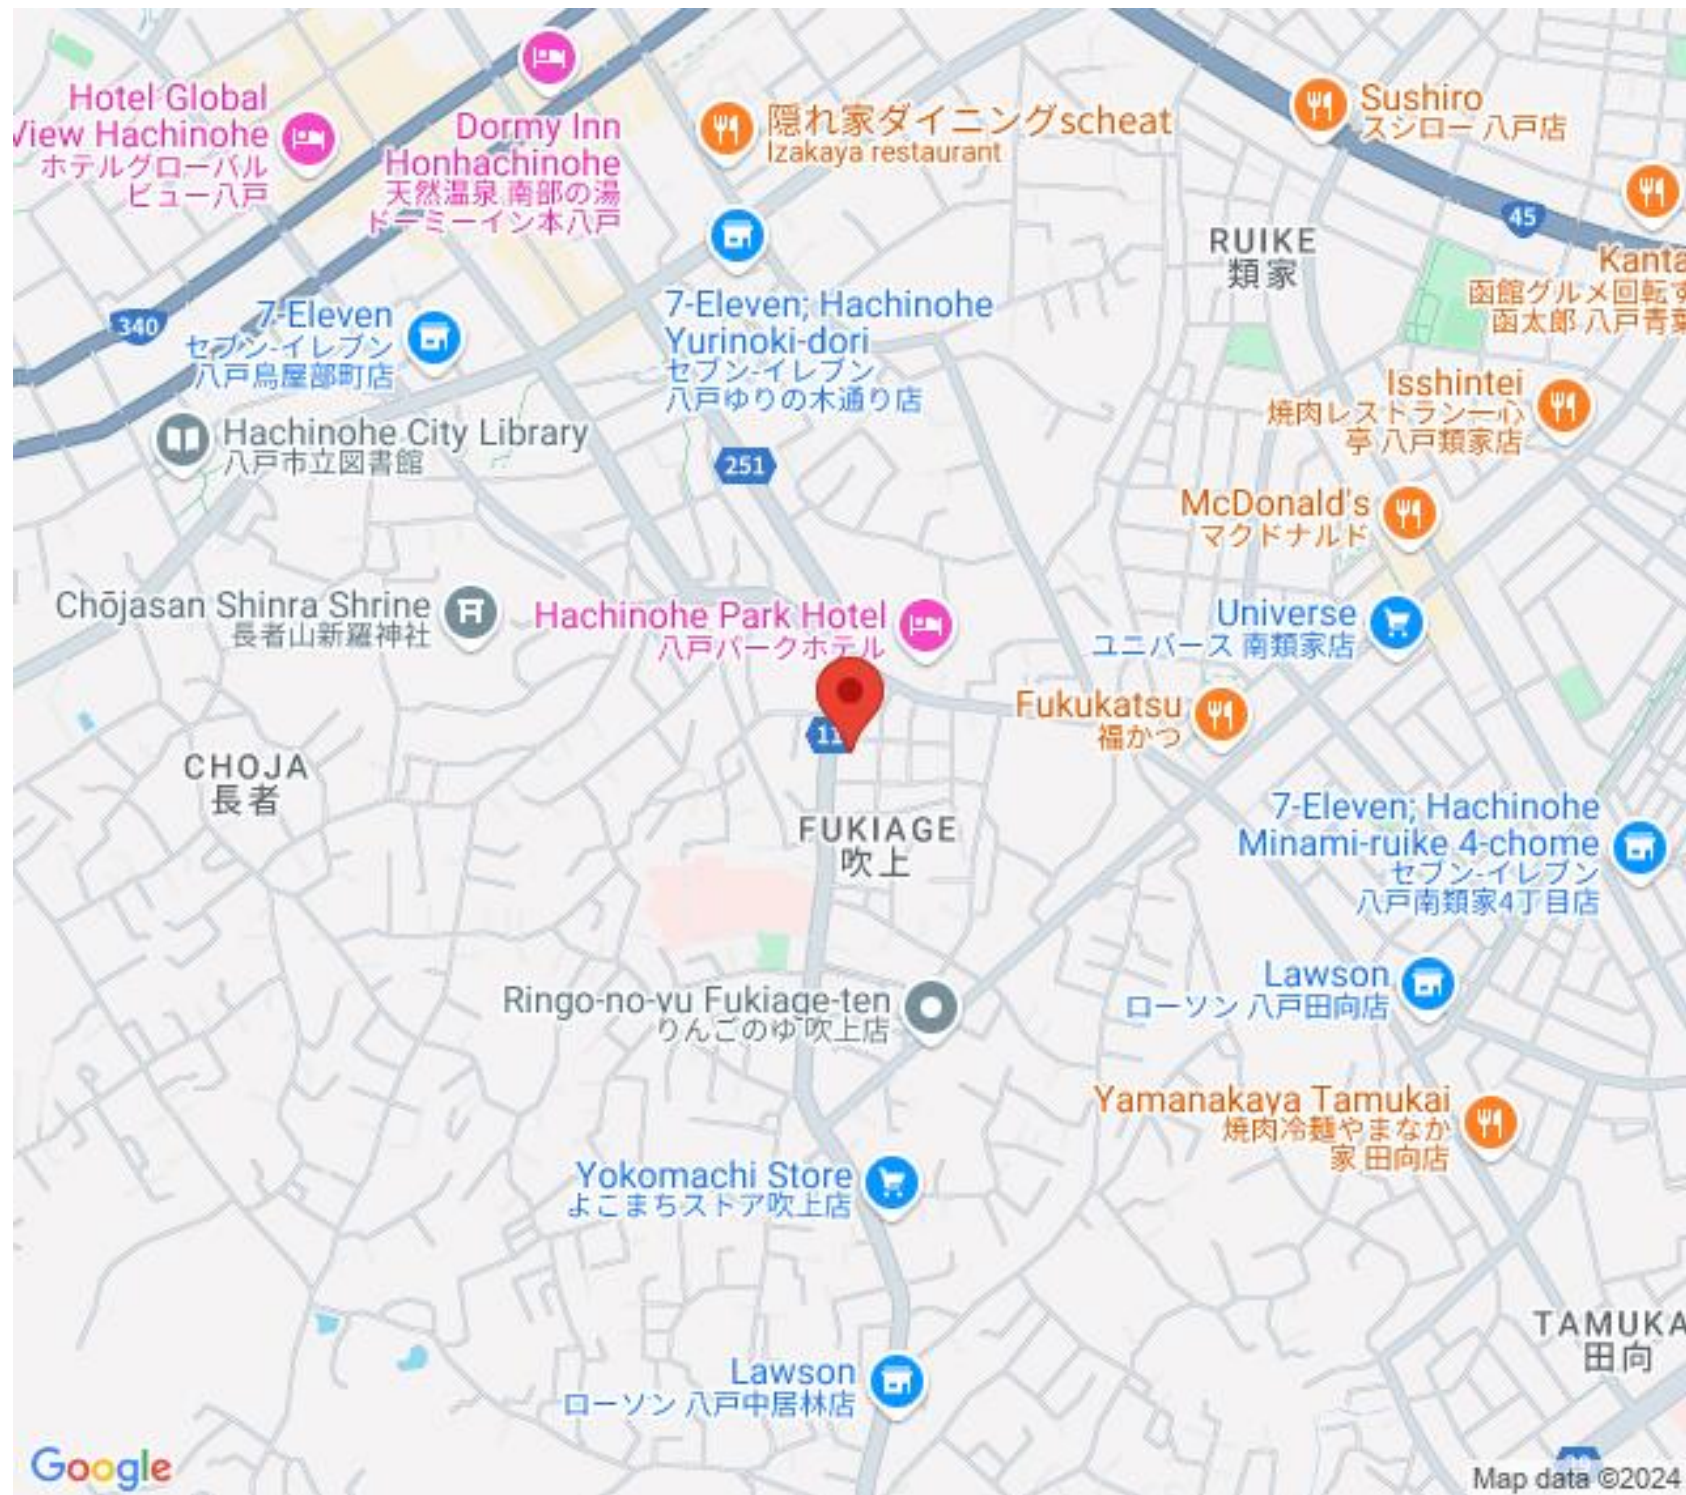 Hotel Global
View Hachinohe
ホテルグローバル
ビュー八戸
Dormy Inn
Honhachinohe
天然温泉 南部の湯
ドーミーイン本八戸
隠れ家ダイニングscheat
Izakaya restaurant
Sushiro
スシロー 八戸店
45
RUIKE
類家
Kanta
函館グルメ回転す
函太郎 八戸青葉
340
7-Eleven
セブン-イレブン
八戸鳥屋部町店
7-Eleven; Hachinohe
Yurinoki-dori
セブン-イレブン
八戸ゆりの木通り店
Isshintei
焼肉レストラン一心
亭 八戸類家店
Hachinohe City Library
八戸市立図書館
251
McDonald's
マクドナルド
Chōjasan Shinra Shrine
長者山新羅神社
Hachinohe Park Hotel
八戸パークホテル
Universe
ユニバース 南類家店
Fukukatsu
福かつ
11
CHOJA
長者
FUKIAGE
吹上
7-Eleven; Hachinohe
Minami-ruike 4-chome
セブン-イレブン
八戸南類家4丁目店
Ringo-no-yu Fukiage-ten
りんごのゆ 吹上店
Lawson
ローソン 八戸田向店
Yamanakaya Tamukai
焼肉冷麺やまなか
家 田向店
Yokomachi Store
よこまちストア吹上店
TAMUKA
田向
Lawson
ローソン 八戸中居林店
Google
Map data ©2024